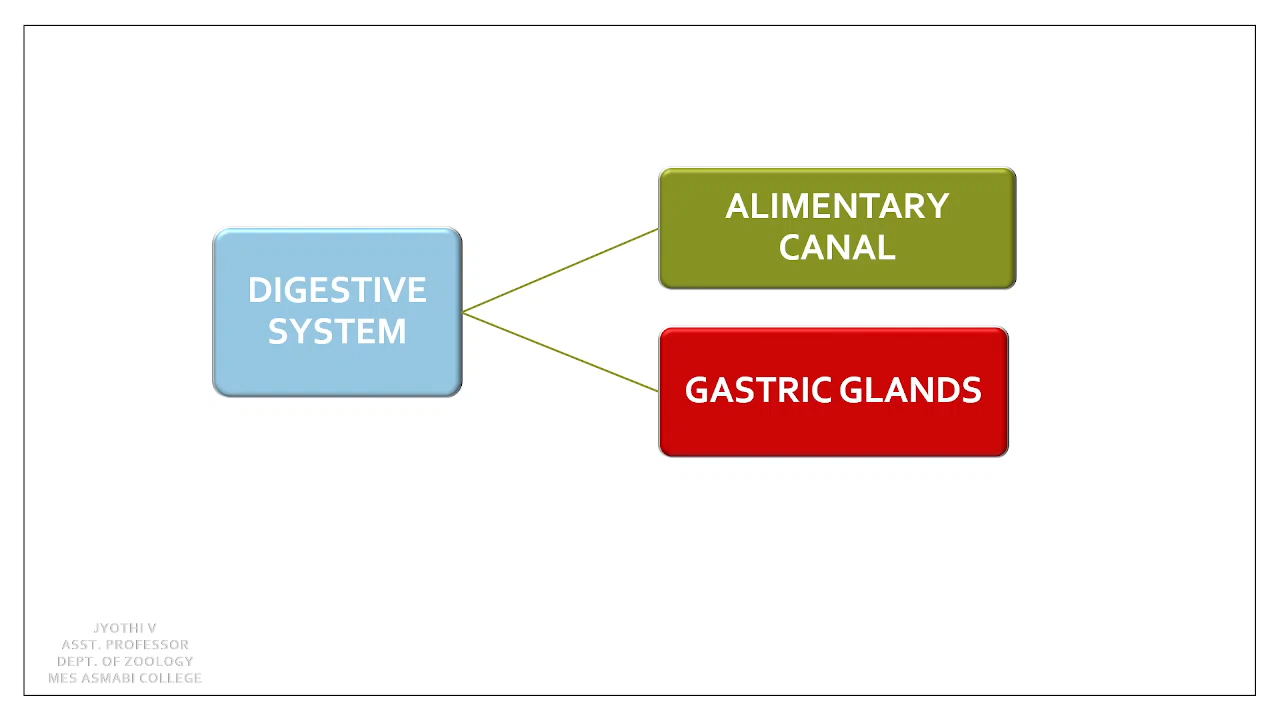 DIGESTIVE
SYSTEM
ALIMENTARY
CANAL
GASTRIC GLANDS
JYOTHI V
ASST. PROFESSOR
DEPT. OF ZOOLOGY
MES ASMABI COLLEGE